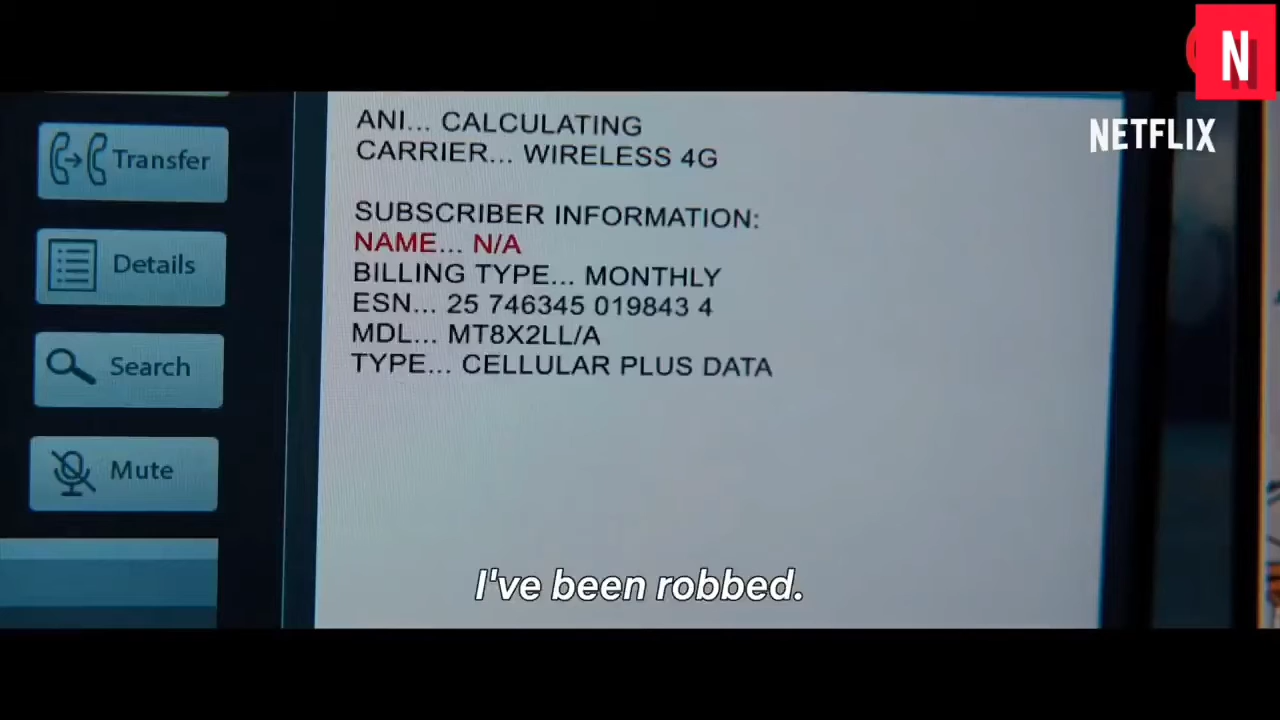 N
NETFLIX
ANI... CALCULATING
CARRIER... WIRELESS 4G
SUBSCRIBER INFORMATION:
NAME... N/A
BILLING TYPE... MONTHLY
ESN... 25 746345 019843 4
MDL... MT8X2LL/A
TYPE... CELLULAR PLUS DATA
Transfer
Details
Search
Mute
I've been robbed.